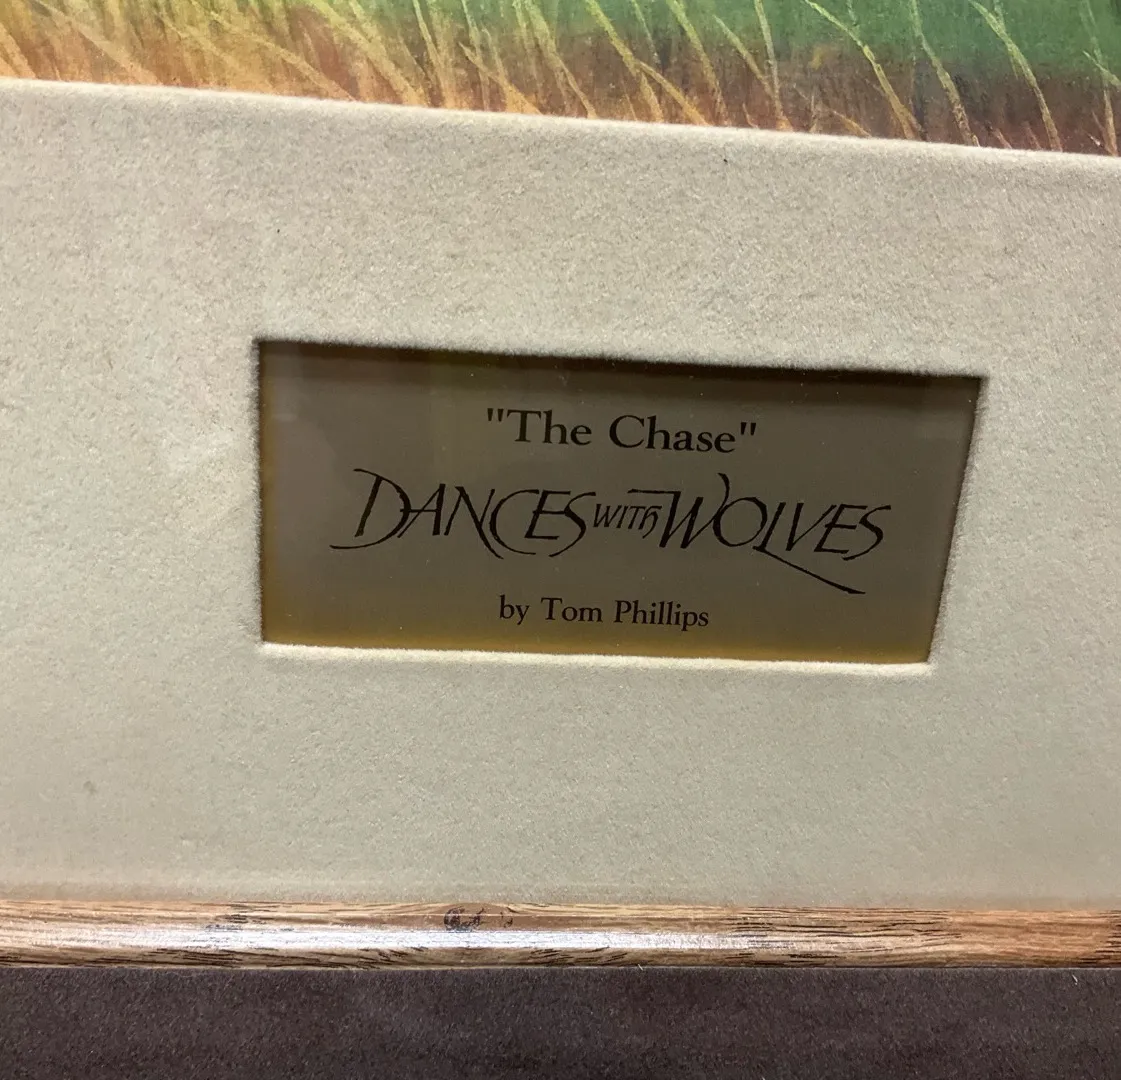 "The Chase"
DANCES WITH WOLVES
by Tom Phillips